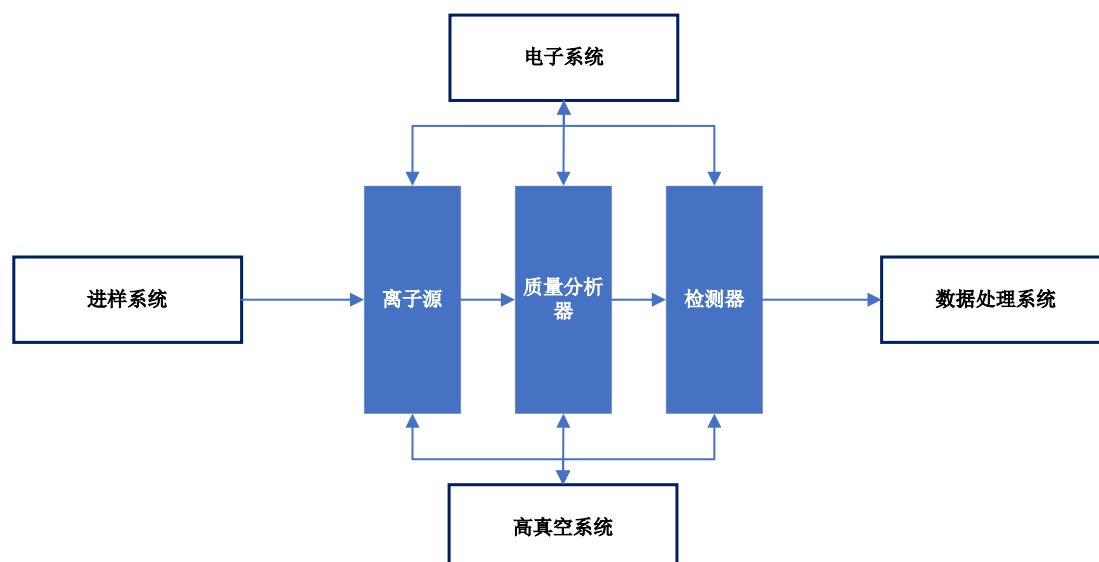 电子系统
进样系统
离子源
质量分析
器
检测器
数据处理系统
高真空系统